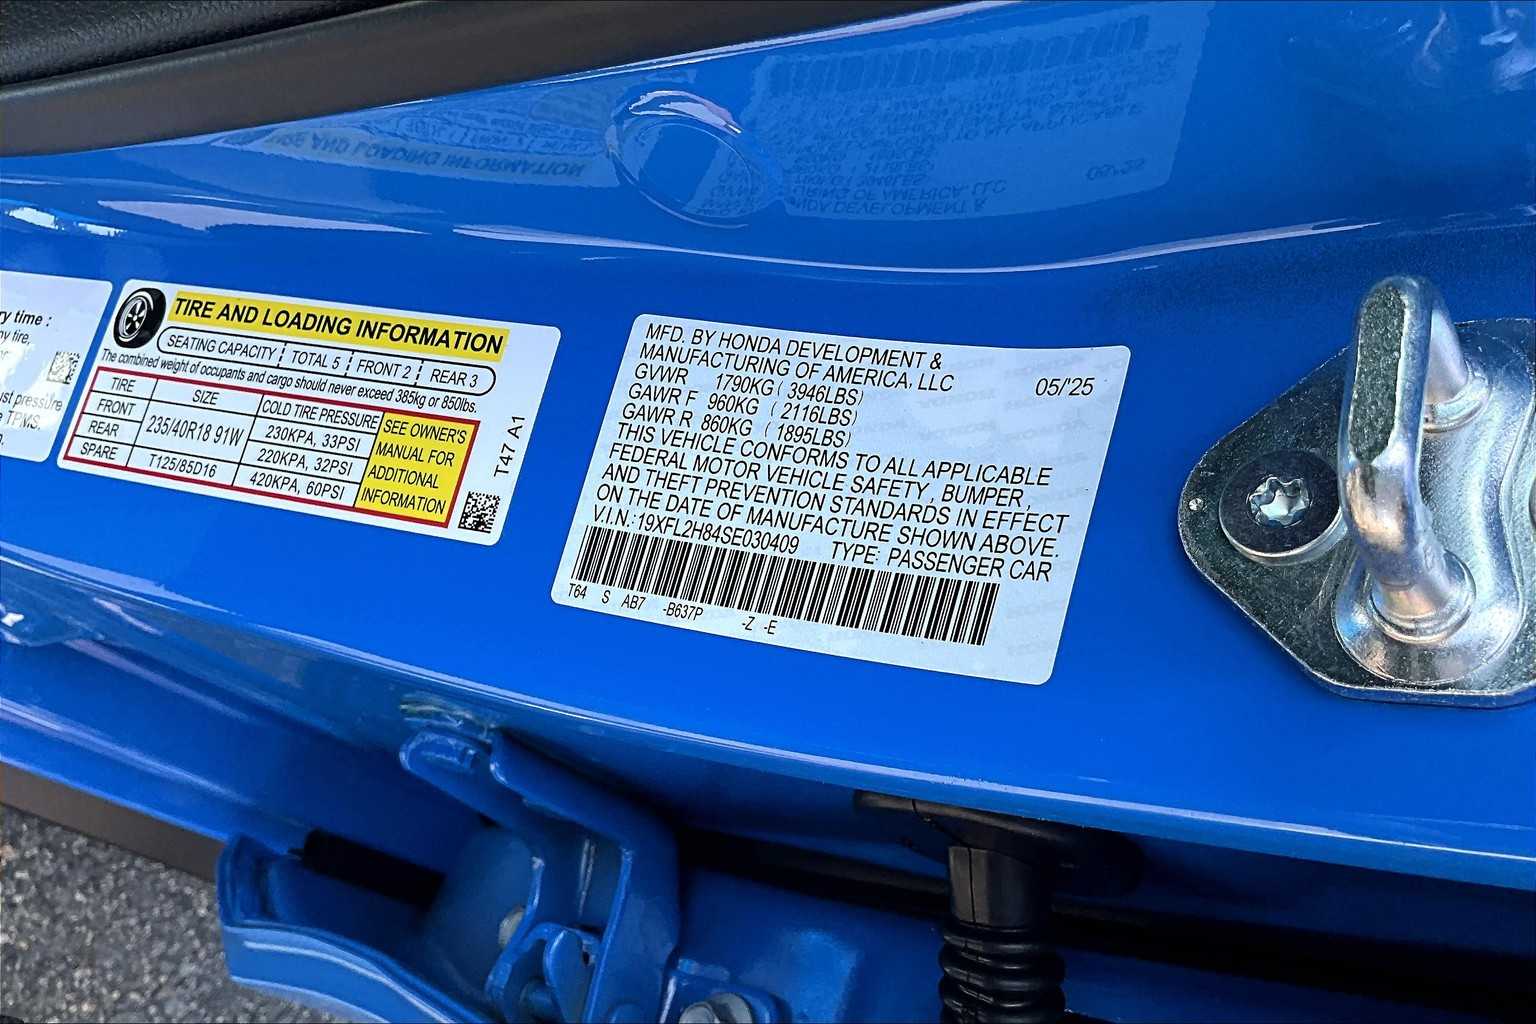 ry time :
ny tire,
or
ust pressure
e TPMS,
n.
TIRE AND LOADING INFORMATION
SEATING CAPACITY TOTAL 5 FRONT 2 REAR 3
The combined weight of occupants and cargo should never exceed 385kg or 850lbs.
TIRE SIZE COLD TIRE PRESSURE SEE OWNER'S MANUAL FOR ADDITIONAL INFORMATION
FRONT 235/40R18 91W 230KPA, 33PSI
REAR 220KPA, 32PSI
SPARE T125/85D16 420KPA, 60PSI
T47 A1
MFD. BY HONDA DEVELOPMENT &
MANUFACTURING OF AMERICA, LLC 05/'25
GVWR 1790KG ( 3946LBS)
GAWR F 960KG ( 2116LBS)
GAWR R 860KG ( 1895LBS)
THIS VEHICLE CONFORMS TO ALL APPLICABLE
FEDERAL MOTOR VEHICLE SAFETY, BUMPER,
AND THEFT PREVENTION STANDARDS IN EFFECT
ON THE DATE OF MANUFACTURE SHOWN ABOVE.
V.I.N.: 19XFL2H84SE030409 TYPE: PASSENGER CAR
T64 S AB7 -B637P -Z -E